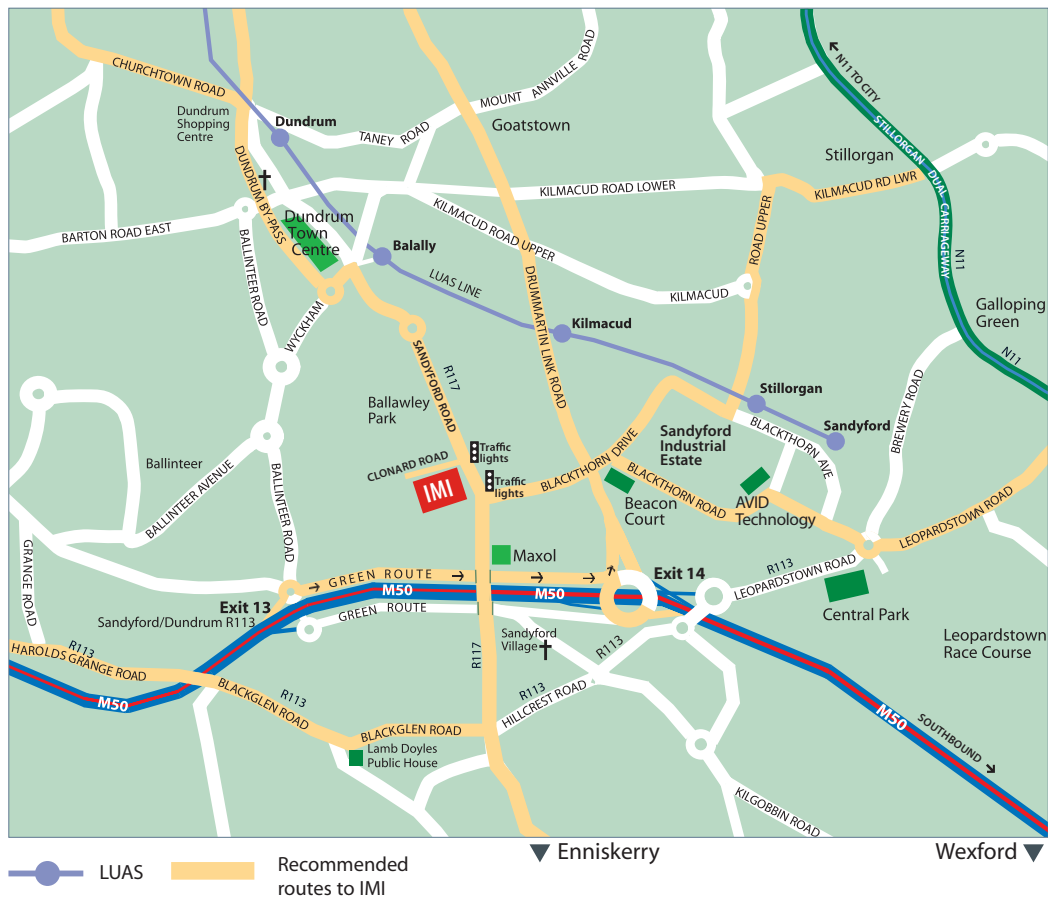 CHURCHTOWN ROAD
MOUNT ANNVILLE ROAD
N11 TO CITY
Dundrum
Shopping
Centre
Dundrum
TANEY ROAD
Goatstown
STILLORGAN DUAL CARRIAGEWAY
Stillorgan
DUNDRUM BY-PASS
KILMACUD ROAD LOWER
KILMACUD RD LWR
BARTON ROAD EAST
Dundrum
Town
Centre
KILMACUD ROAD UPPER
ROAD UPPER
KILMACUD
N11
Balally
LUAS LINE
BALLINTEER ROAD
WYCKHAM
DRUMMARTIN LINK ROAD
Kilmacud
Galloping
Green
N11
SANDYFORD ROAD
R117
Ballawley
Park
Stillorgan
Sandyford
BLACKTHORN AVE
BREWERY ROAD
Sandyford
Industrial
Estate
Ballinteer
BALLINTEER AVENUE
BALLINTEER ROAD
CLONARD ROAD
Traffic
lights
Traffic
lights
IMI
BLACKTHORN DRIVE
BLACKTHORN ROAD
Beacon
Court
AVID
Technology
LEOPARDSTOWN ROAD
GRANGE ROAD
Maxol
GREEN ROUTE
M50
M50
Exit 14
R113
LEOPARDSTOWN ROAD
Central Park
Exit 13
Sandyford/Dundrum R113
GREEN ROUTE
Sandyford
Village
R113
Leopardstown
Race Course
R113
HAROLDS GRANGE ROAD
M50
R113
BLACKGLEN ROAD
BLACKGLEN ROAD
R117
R113
HILLCREST ROAD
Lamb Doyles
Public House
M50
SOUTHBOUND
KILGOBBIN ROAD
Enniskerry
Wexford
LUAS
Recommended
routes to IMI